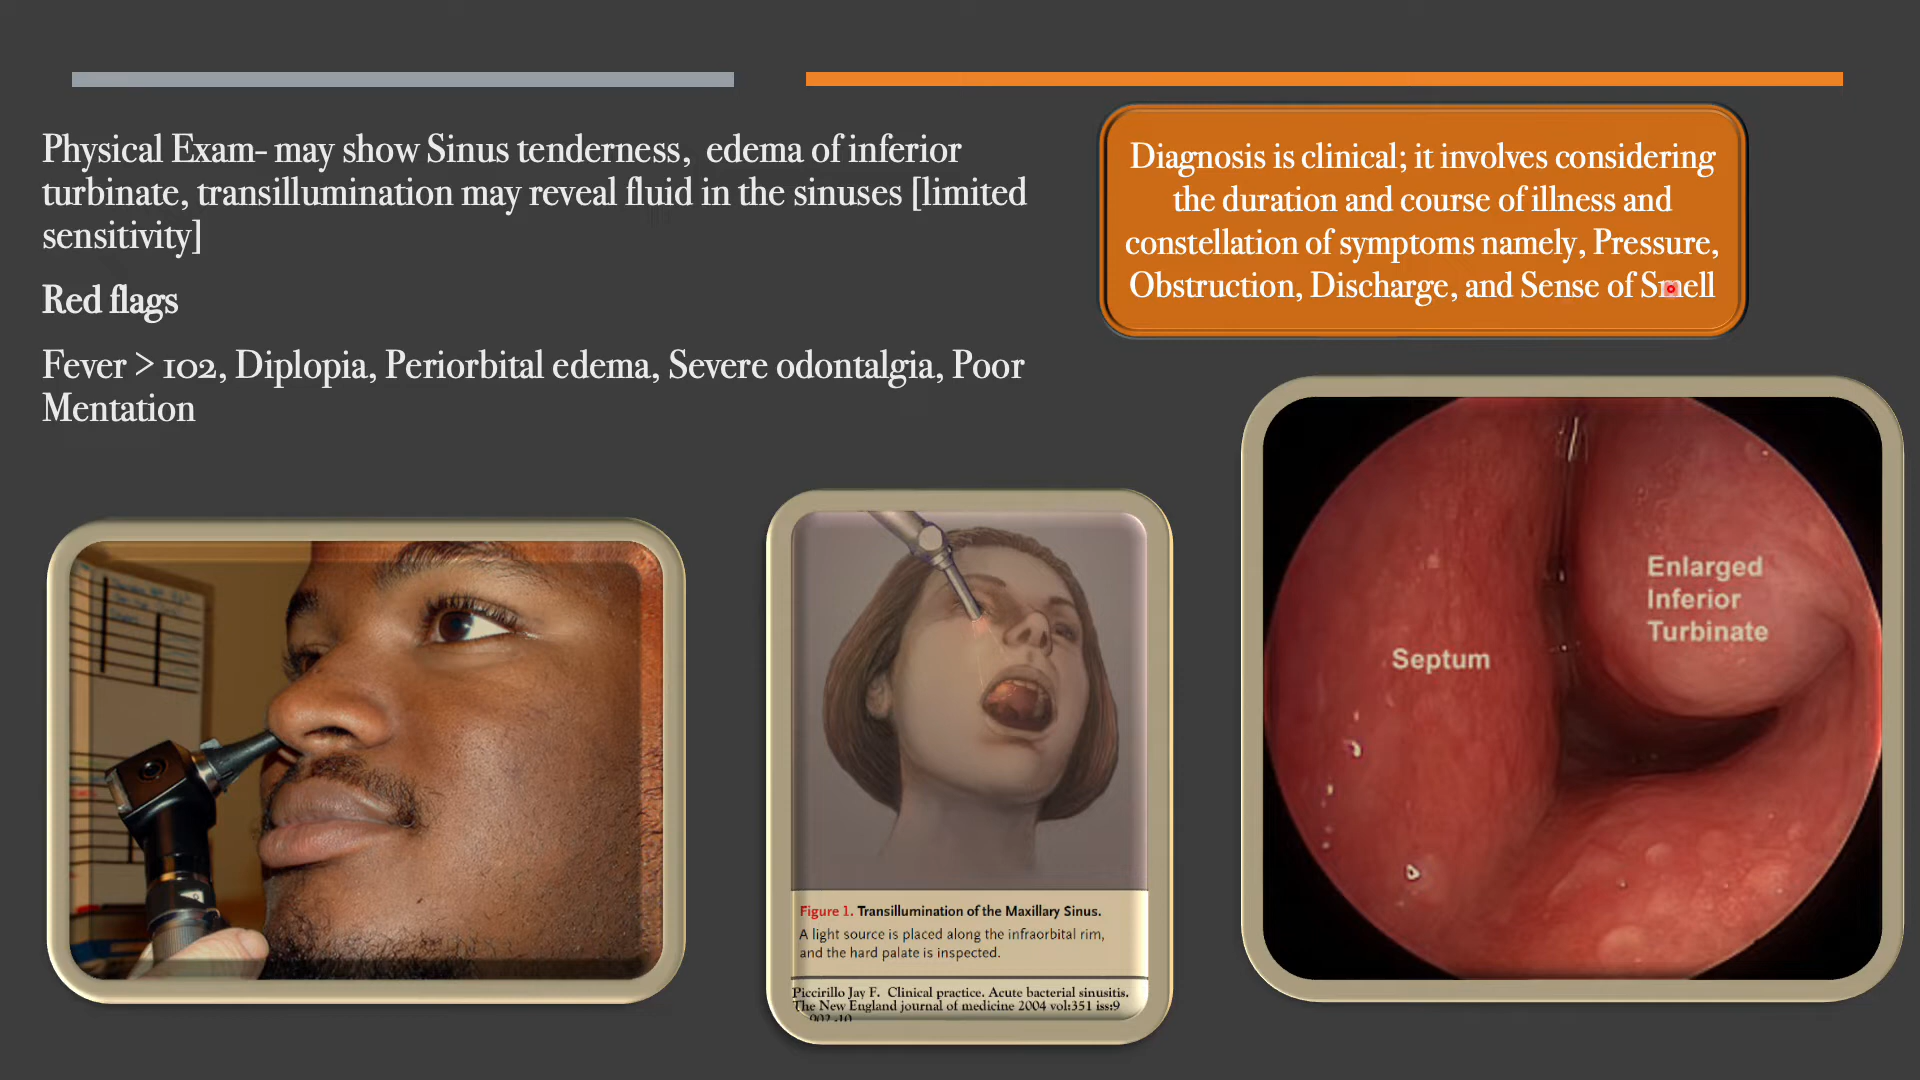 Physical Exam- may show Sinus tenderness, edema of inferior
turbinate, transillumination may reveal fluid in the sinuses [limited
sensitivity]
Red flags
Fever > 102, Diplopia, Periorbital edema, Severe odontalgia, Poor
Mentation
Diagnosis is clinical; it involves considering
the duration and course of illness and
constellation of symptoms namely, Pressure,
Obstruction, Discharge, and Sense of Smell
Figure 1. Transillumination of the Maxillary Sinus.
A light source is placed along the infraorbital rim,
and the hard palate is inspected.
Piccirillo Jay F. Clinical practice. Acute bacterial sinusitis.
The New England journal of medicine 2004 vol:351 iss:9
Septum
Enlarged
Inferior
Turbinate